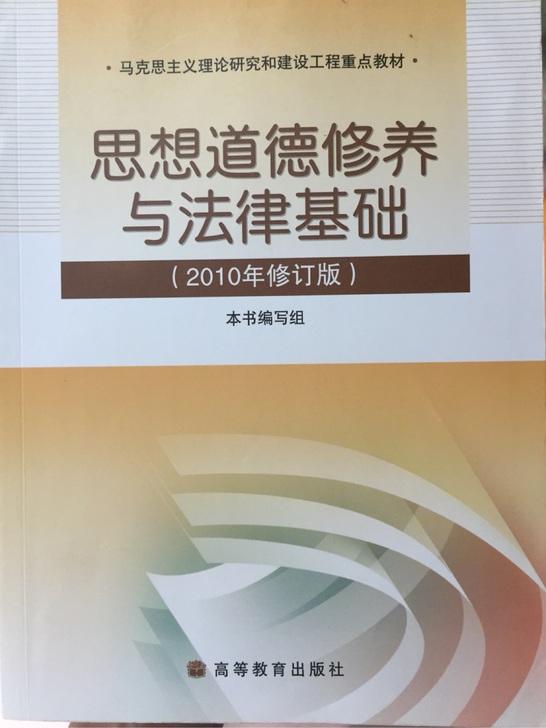 ·马克思主义理论研究和建设工程重点教材·
思想道德修养
与法律基础
(2010年修订版)
本书编写组
高等教育出版社